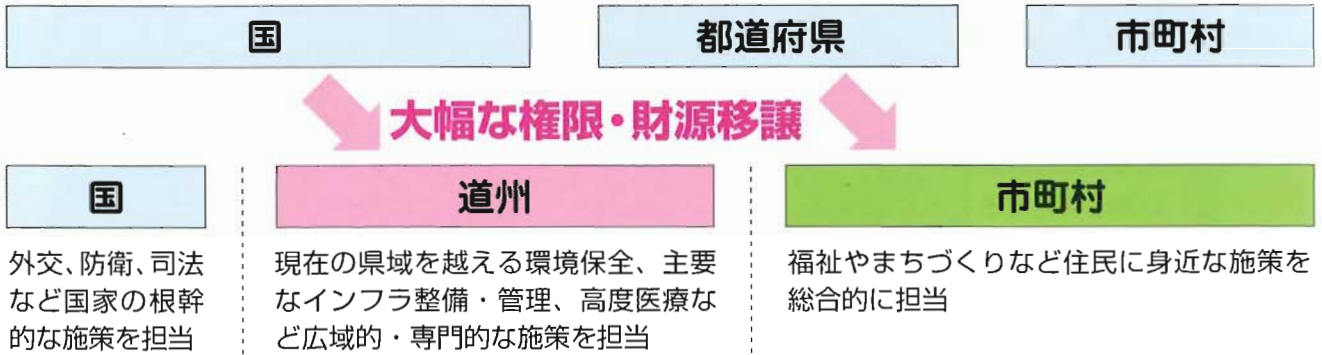 国
都道府県
市町村
大幅な権限・財源移譲
国
道州
市町村
外交、防衛、司法
など国家の根幹
的な施策を担当
現在の県域を越える環境保全、主要
なインフラ整備・管理、高度医療な
ど広域的・専門的な施策を担当
福祉やまちづくりなど住民に身近な施策を
総合的に担当